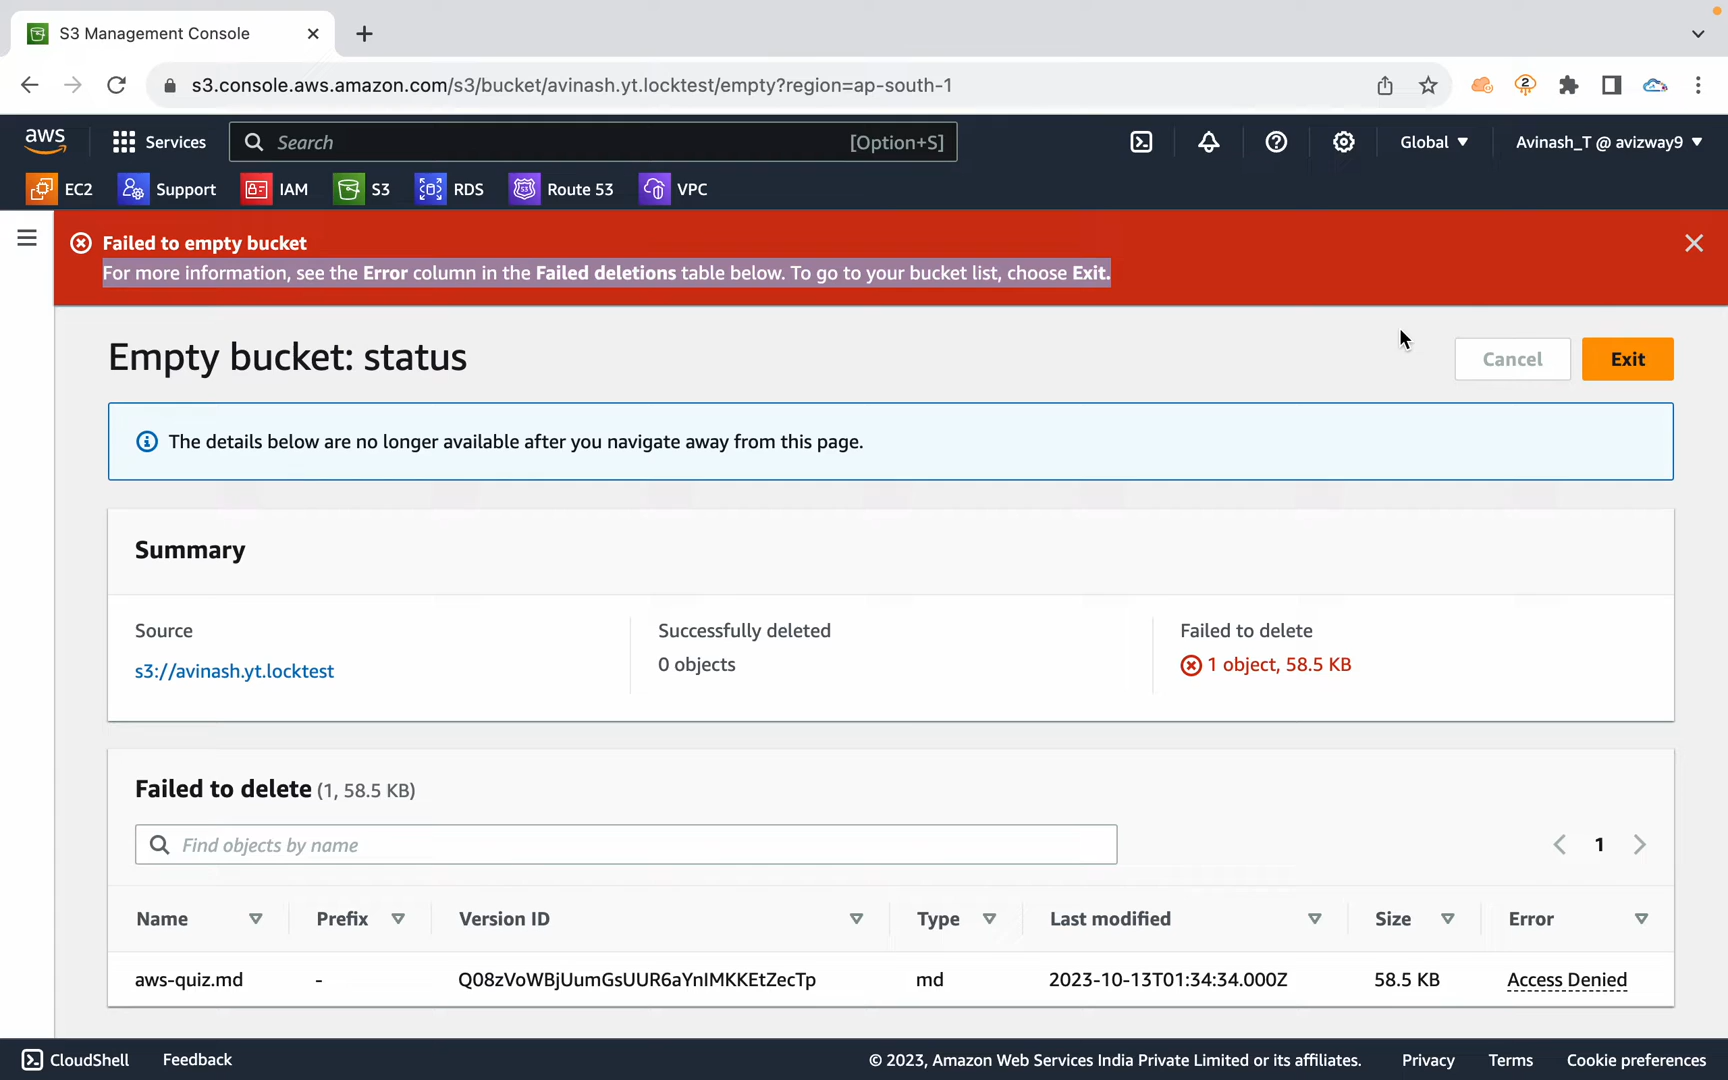 S3 Management Console
s3.console.aws.amazon.com/s3/bucket/avinash.yt.locktest/empty?region=ap-south-1
2
aws
Services
Search
[Option+S]
Global
Avinash_T @ avizway9
EC2
Support
IAM
S3
RDS
Route 53
VPC
Failed to empty bucket
For more information, see the Error column in the Failed deletions table below. To go to your bucket list, choose Exit.
Empty bucket: status
Cancel
Exit
The details below are no longer available after you navigate away from this page.
Summary
Source
Successfully deleted
Failed to delete
s3://avinash.yt.locktest
0 objects
1 object, 58.5 KB
Failed to delete (1, 58.5 KB)
Find objects by name
1
Name
Prefix
Version ID
Type
Last modified
Size
Error
aws-quiz.md
-
Q08zVoWBjUumGsUUR6aYnIMKKEtZecTp
md
2023-10-13T01:34:34.000Z
58.5 KB
Access Denied
CloudShell
Feedback
© 2023, Amazon Web Services India Private Limited or its affiliates.
Privacy
Terms
Cookie preferences